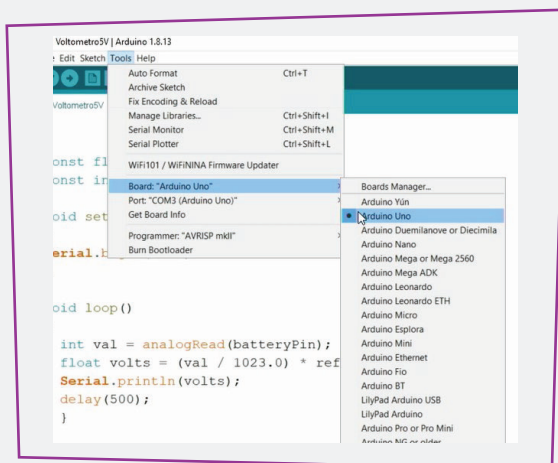 Voltometro5V | Arduino 1.8.13
Edit Sketch Tools Help
Voltometro5V
Auto Format Ctrl+T
Archive Sketch
Fix Encoding & Reload
Manage Libraries... Ctrl+Shift+I
Serial Monitor Ctrl+Shift+M
Serial Plotter Ctrl+Shift+L
WiFi101 / WiFiNINA Firmware Updater
Board: "Arduino Uno"
Port: "COM3 (Arduino Uno)"
Get Board Info
Programmer: "AVRISP mkII"
Burn Bootloader
Boards Manager...
Arduino Yún
Arduino Uno
Arduino Duemilanove or Diecimila
Arduino Nano
Arduino Mega or Mega 2560
Arduino Mega ADK
Arduino Leonardo
Arduino Leonardo ETH
Arduino Micro
Arduino Esplora
Arduino Mini
Arduino Ethernet
Arduino Fio
Arduino BT
LilyPad Arduino USB
LilyPad Arduino
Arduino Pro or Pro Mini
Arduino NG or older
onst fl
onst in
oid set
erial.b
oid loop()
int val = analogRead(batteryPin);
float volts = (val / 1023.0) * ref
Serial.println(volts);
delay(500);
}